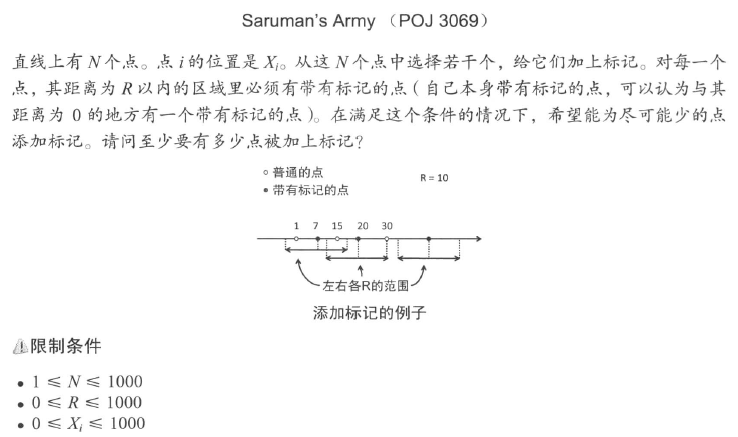 Saruman's Army （POJ 3069）
直线上有 N 个点。点 i 的位置是 Xi。从这 N 个点中选择若干个，给它们加上标记。对每一个
点，其距离为 R 以内的区域里必须有带有标记的点（自己本身带有标记的点，可以认为与其
距离为 0 的地方有一个带有标记的点）。在满足这个条件的情况下，希望能为尽可能少的点
添加标记。请问至少要有多少点被加上标记？
普通的点
带有标记的点
R = 10
1 7 15 20 30
左右各R的范围
添加标记的例子
限制条件
• 1 ≤ N ≤ 1000
• 0 ≤ R ≤ 1000
• 0 ≤ Xi ≤ 1000